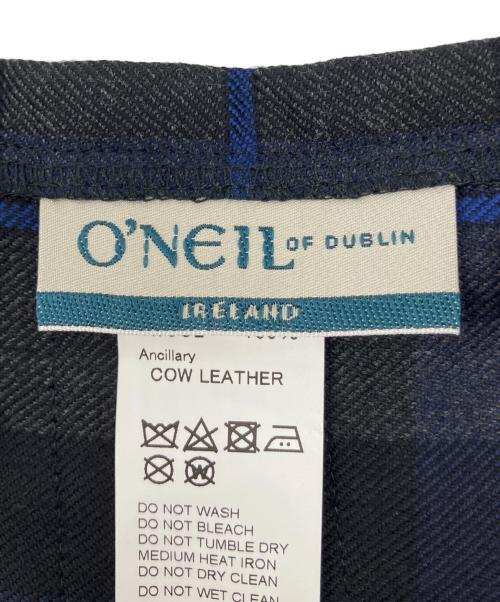 O'NEIL OF DUBLIN
IRELAND
Ancillary
COW LEATHER
DO NOT WASH
DO NOT BLEACH
DO NOT TUMBLE DRY
MEDIUM HEAT IRON
DO NOT DRY CLEAN
DO NOT WET CLEAN